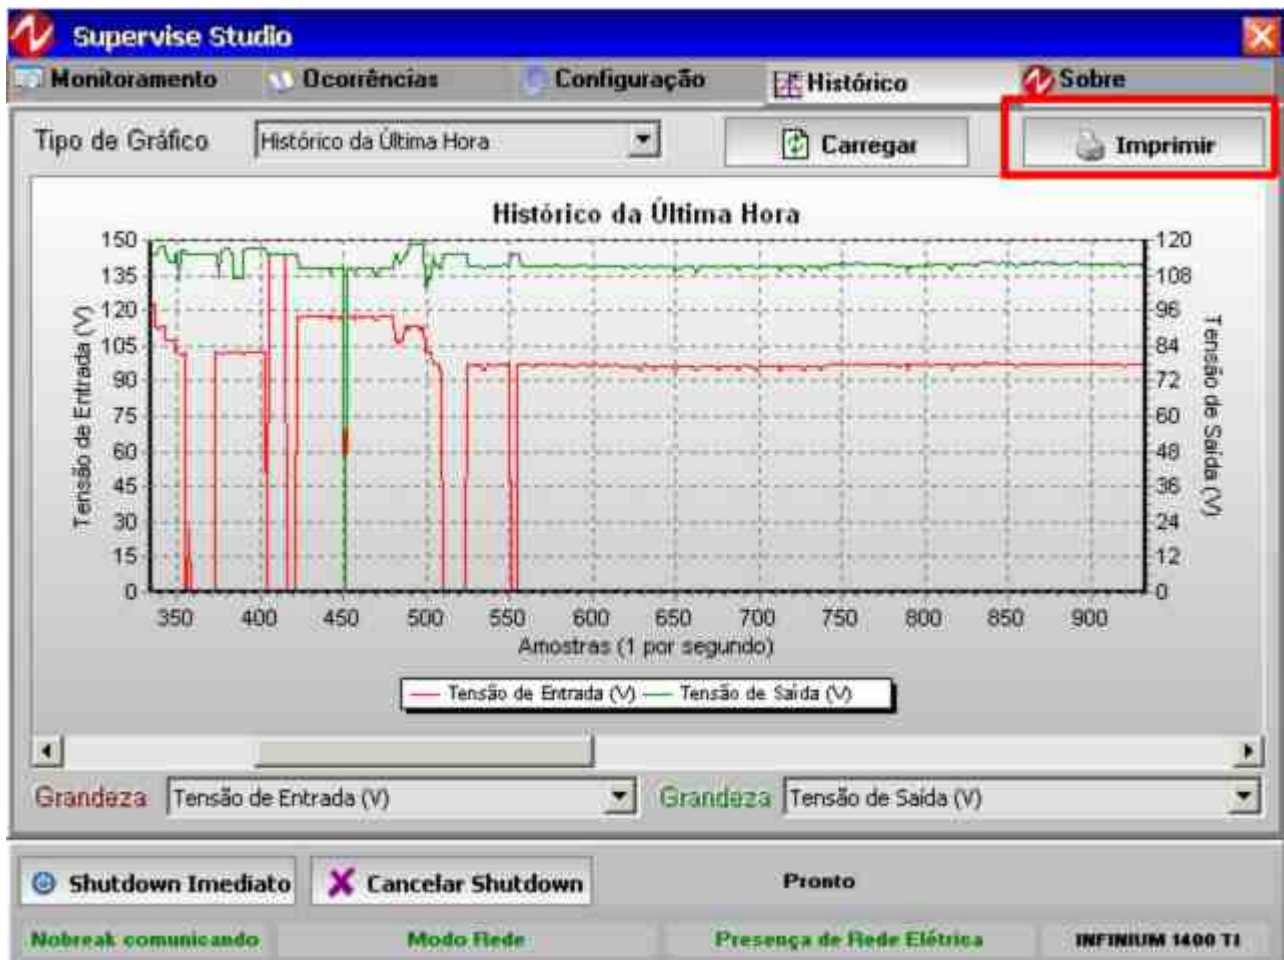 Supervise Studio
Monitoramento Ocorrências Configuração Histórico Sobre
Tipo de Gráfico Histórico da Última Hora Carregar Imprimir
Histórico da Última Hora
150 120
135 108
120 96
105 84
90 72
75 60
60 48
45 36
30 24
15 12
0 0
Tensão de Entrada (V)
Tensão de Saída (V)
350 400 450 500 550 600 650 700 750 800 850 900
Amostras (1 por segundo)
Tensão de Entrada (V) Tensão de Saída (V)
Grandeza Tensão de Entrada (V) Grandeza Tensão de Saída (V)
Shutdown Imediato Cancelar Shutdown Pronto
Nobreak comunicando Modo Rede Presença de Rede Elétrica INFINIUM 1400 TI